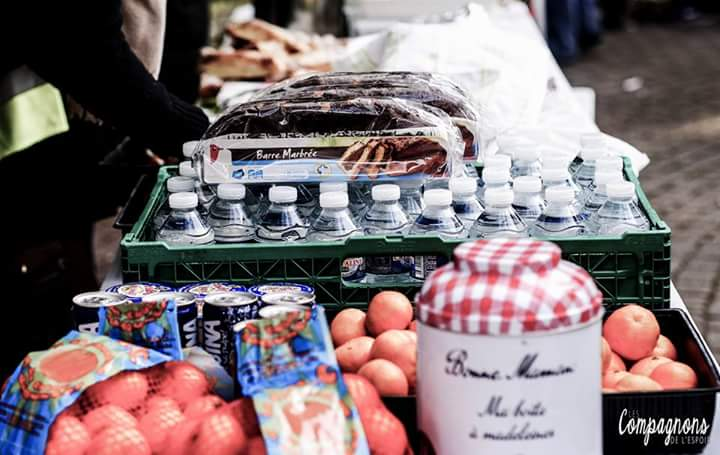 Barre Marbrée
Bonne Maman
Ma boîte
à madeleines
LES
Compagnons
DE L'ESPOIR